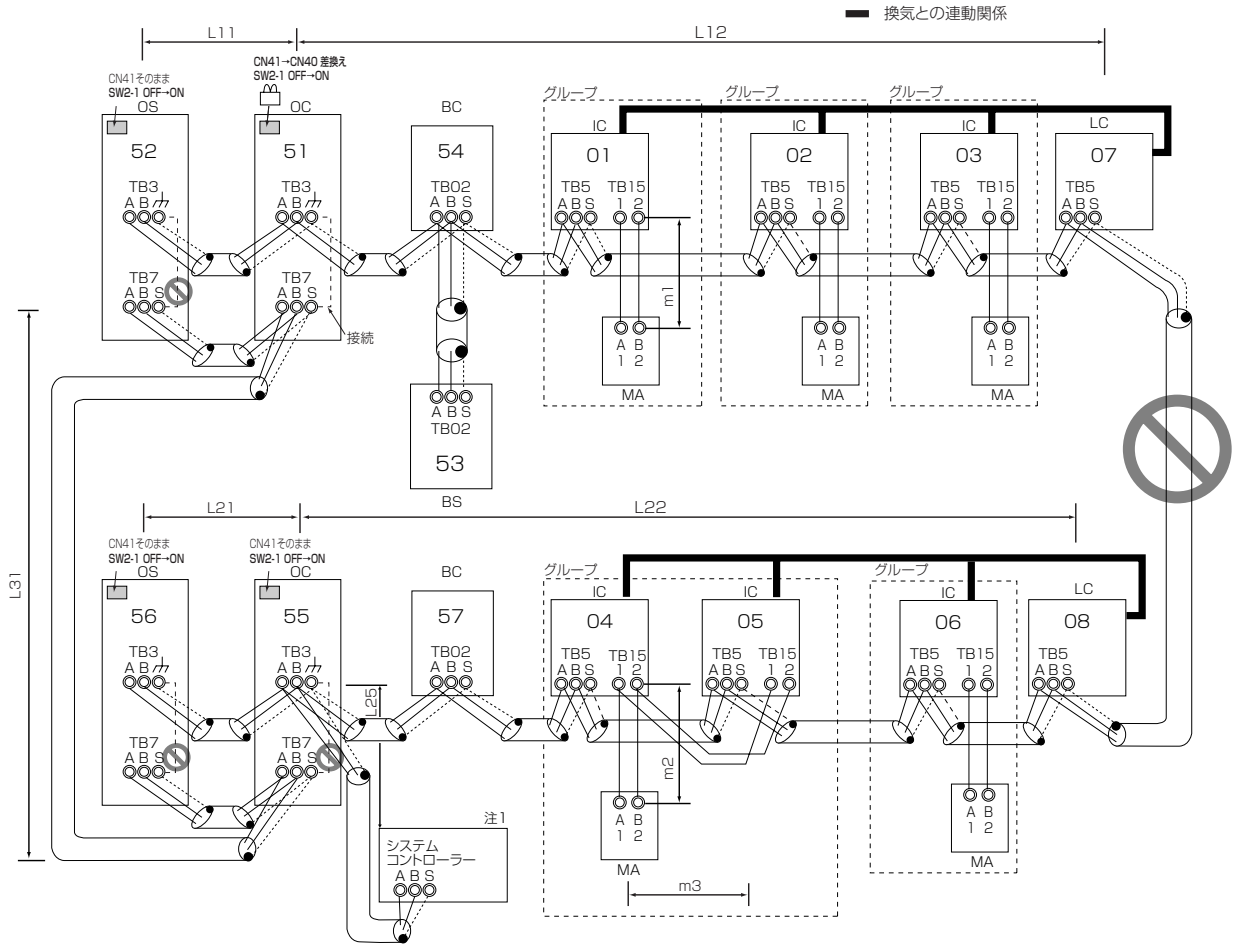 換気との連動関係
L11
L12
CN41そのまま
SW2-1 OFF→ON
CN41→CN40 差換え
SW2-1 OFF→ON
OS
OC
BC
グループ
グループ
グループ
IC
IC
IC
LC
52
51
54
01
02
03
07
TB3
TB3
TB02
TB5 TB15
TB5 TB15
TB5 TB15
TB5
A B
A B
A B S
A B S 1 2
A B S 1 2
A B S 1 2
A B S
m1
TB7
TB7
A B S
A B S
接続
A B
1 2
A B
1 2
A B
1 2
MA
MA
MA
A B S
TB02
53
BS
L31
L21
L22
CN41そのまま
SW2-1 OFF→ON
CN41そのまま
SW2-1 OFF→ON
OS
OC
BC
グループ
グループ
IC
IC
IC
LC
56
55
57
04
05
06
08
TB3
TB3
TB02
TB5 TB15
TB5 TB15
TB5 TB15
TB5
A B
A B
A B S
A B S 1 2
A B S 1 2
A B S 1 2
A B S
L25
m2
TB7
TB7
A B S
A B S
注1
システム
コントローラー
A B S
A B
1 2
A B
1 2
MA
MA
m3